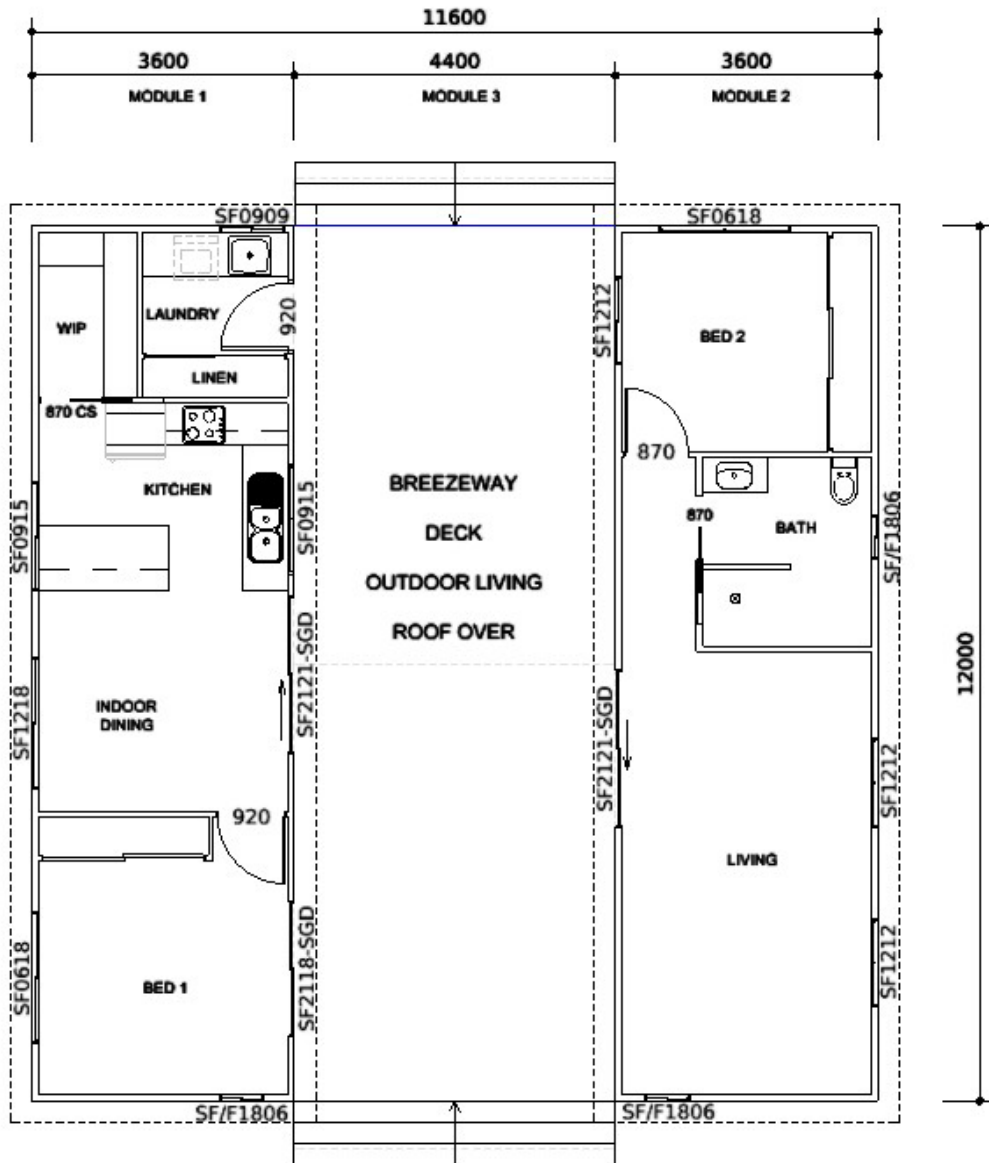 11600
3600 4400 3600
MODULE 1 MODULE 3 MODULE 2
SF0909 SF0618
WIP
LAUNDRY
920
LINEN
SF1212
BED 2
870 CS
870
KITCHEN
SF0915
SF0915
BREEZEWAY
DECK
OUTDOOR LIVING
ROOF OVER
870
BATH
SF/F1806
12000
SF1218
INDOOR
DINING
SF2121-SGD
SF2121-SGD
SF1212
920
LIVING
SF0618
BED 1
SF2118-SGD
SF1212
SF/F1806 SF/F1806